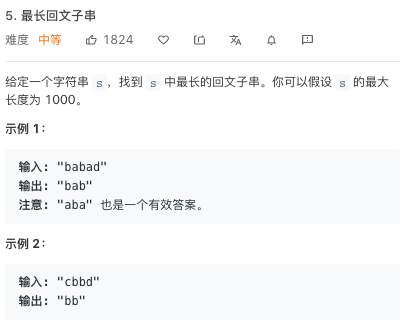 5. 最长回文子串
难度 中等 1824
给定一个字符串 s，找到 s 中最长的回文子串。你可以假设 s 的最大
长度为 1000。
示例 1：
输入: "babad"
输出: "bab"
注意: "aba" 也是一个有效答案。
示例 2：
输入: "cbbd"
输出: "bb"